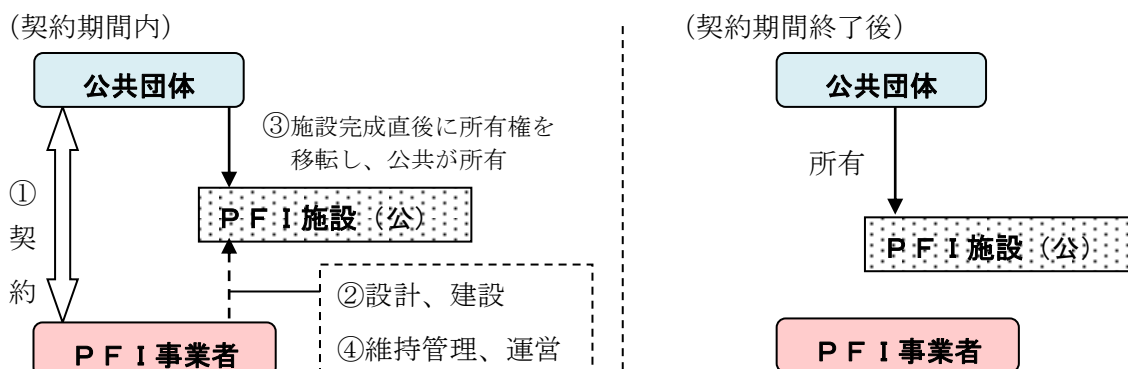 (契約期間内)
公共団体
③施設完成直後に所有権を
移転し、公共が所有
①
契
約
ＰＦＩ施設（公）
②設計、建設
④維持管理、運営
ＰＦＩ事業者
(契約期間終了後)
公共団体
所有
ＰＦＩ施設（公）
ＰＦＩ事業者